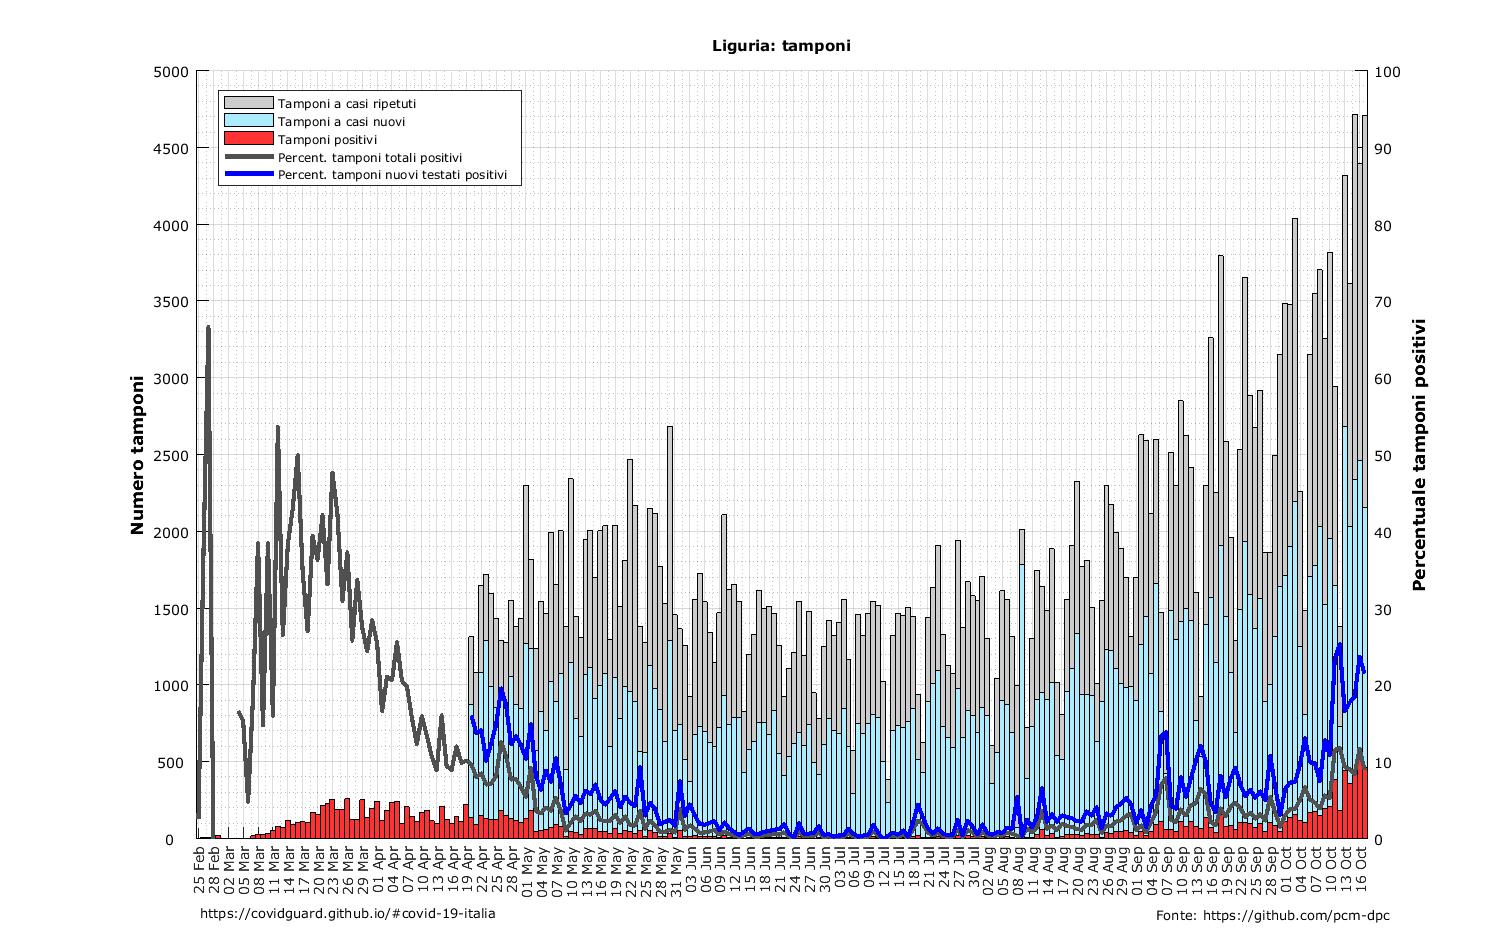 Liguria: tamponi
Tamponi a casi ripetuti
Tamponi a casi nuovi
Tamponi positivi
Percent. tamponi totali positivi
Percent. tamponi nuovi testati positivi
Numero tamponi
5000
4500
4000
3500
3000
2500
2000
1500
1000
500
0
Percentuale tamponi positivi
100
90
80
70
60
50
40
30
20
10
0
25 Feb
28 Feb
02 Mar
05 Mar
08 Mar
11 Mar
14 Mar
17 Mar
20 Mar
23 Mar
26 Mar
29 Mar
01 Apr
04 Apr
07 Apr
10 Apr
13 Apr
16 Apr
19 Apr
22 Apr
25 Apr
28 Apr
01 May
04 May
07 May
10 May
13 May
16 May
19 May
22 May
25 May
28 May
31 May
03 Jun
06 Jun
09 Jun
12 Jun
15 Jun
18 Jun
21 Jun
24 Jun
27 Jun
30 Jun
03 Jul
06 Jul
09 Jul
12 Jul
15 Jul
18 Jul
21 Jul
24 Jul
27 Jul
30 Jul
02 Aug
05 Aug
08 Aug
11 Aug
14 Aug
17 Aug
20 Aug
23 Aug
26 Aug
29 Aug
01 Sep
04 Sep
07 Sep
10 Sep
13 Sep
16 Sep
19 Sep
22 Sep
25 Sep
28 Sep
01 Oct
04 Oct
07 Oct
10 Oct
13 Oct
16 Oct
https://covidguard.github.io/#covid-19-italia
Fonte: https://github.com/pcm-dpc